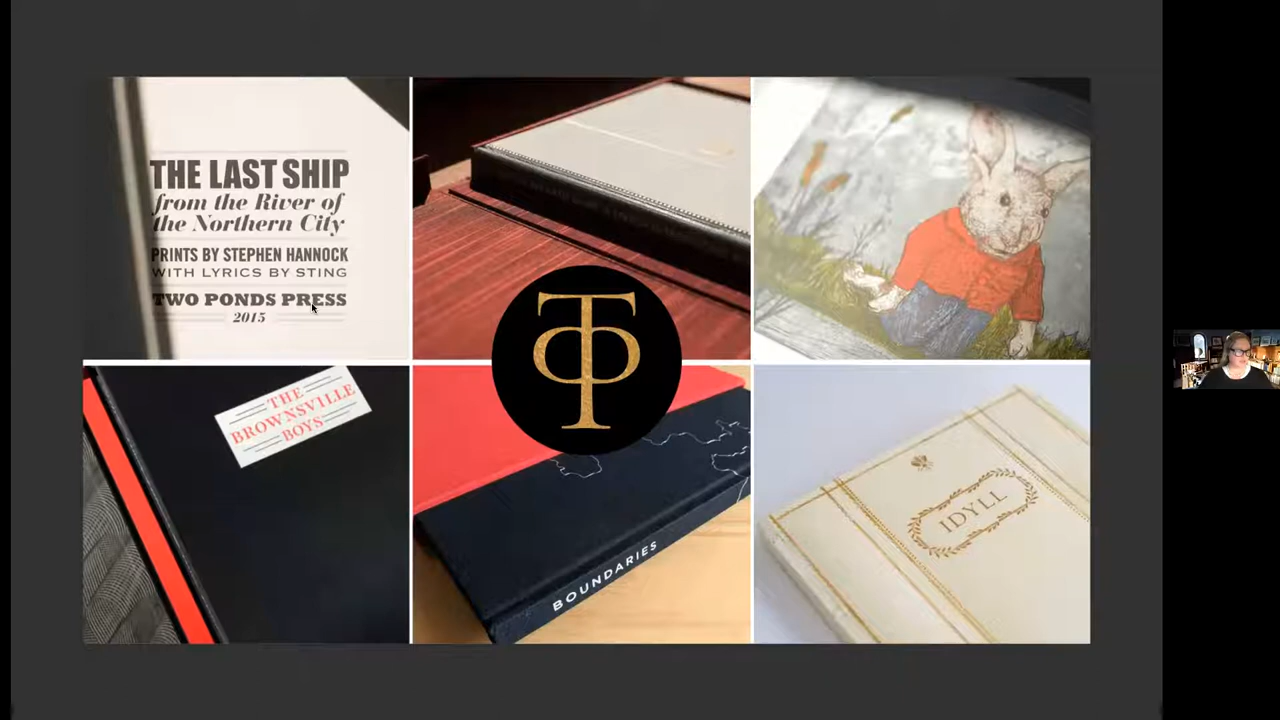 THE LAST SHIP
from the River of
the Northern City
PRINTS BY STEPHEN HANNOCK
WITH LYRICS BY STING
TWO PONDS PRESS
2015
TP
THE
BROWNSVILLE
BOYS
BOUNDARIES
IDYLL